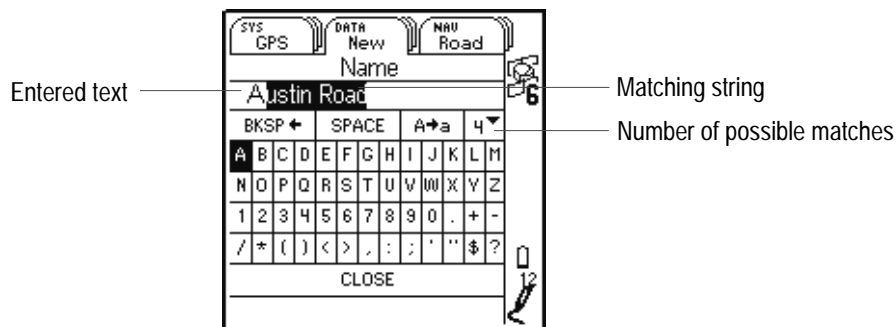 SYS GPS DATA New NAV Road
Name
Entered text Austin Road 6 Matching string
BKSP ← SPACE A→a 4▼ Number of possible matches
A B C D E F G H I J K L M
N O P Q R S T U V W X Y Z
1 2 3 4 5 6 7 8 9 0 . + -
/ * ( ) < > , : ; ' " $ ?
CLOSE
12